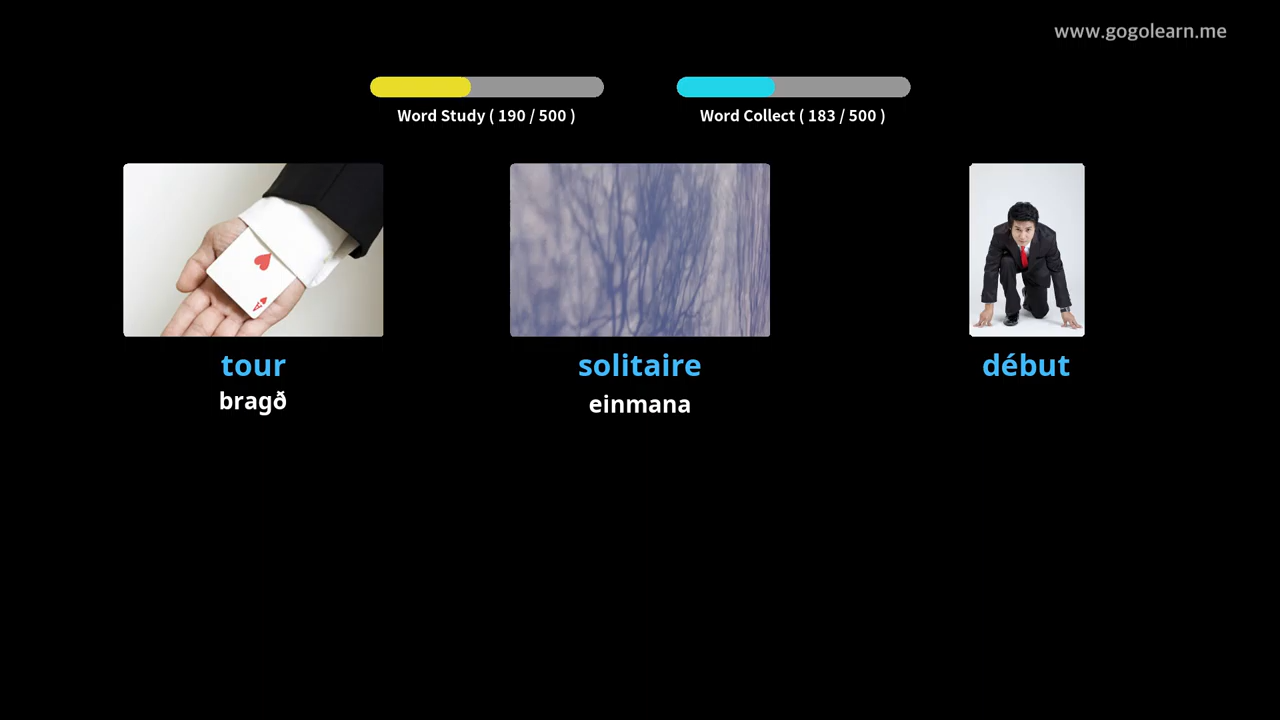 www.gogolearn.me
Word Study ( 190 / 500 )
Word Collect ( 183 / 500 )
tour
bragð
solitaire
einmana
début